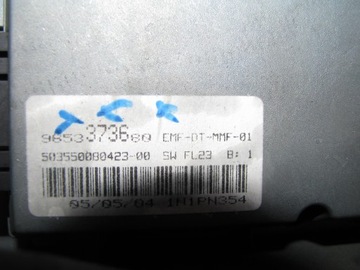 9653373680 EMF-DT-MMF-01
503550080423-00 SW FL23 B: 1
05/05/04 1N1PN354